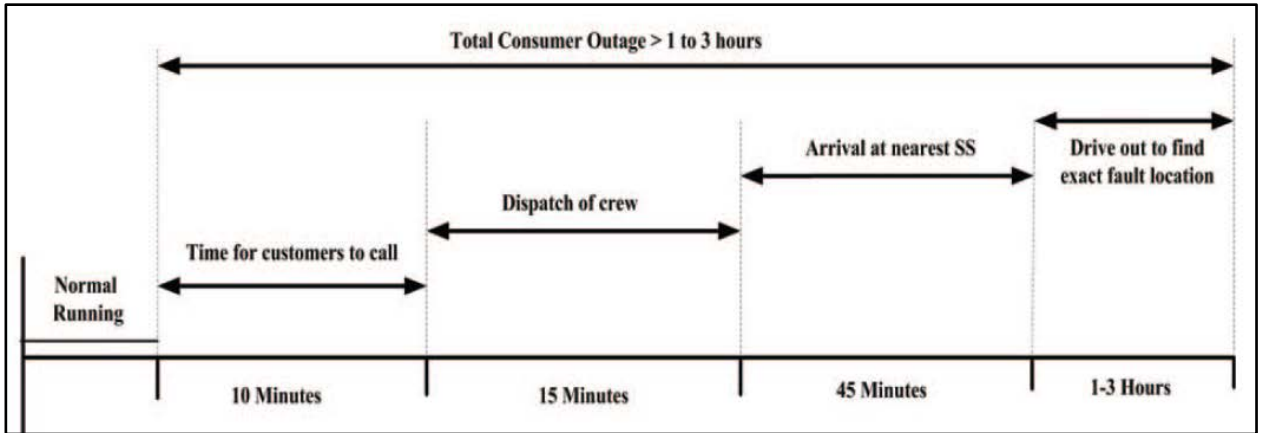 Total Consumer Outage > 1 to 3 hours
Arrival at nearest SS
Drive out to find
exact fault location
Dispatch of crew
Time for customers to call
Normal
Running
10 Minutes
15 Minutes
45 Minutes
1-3 Hours